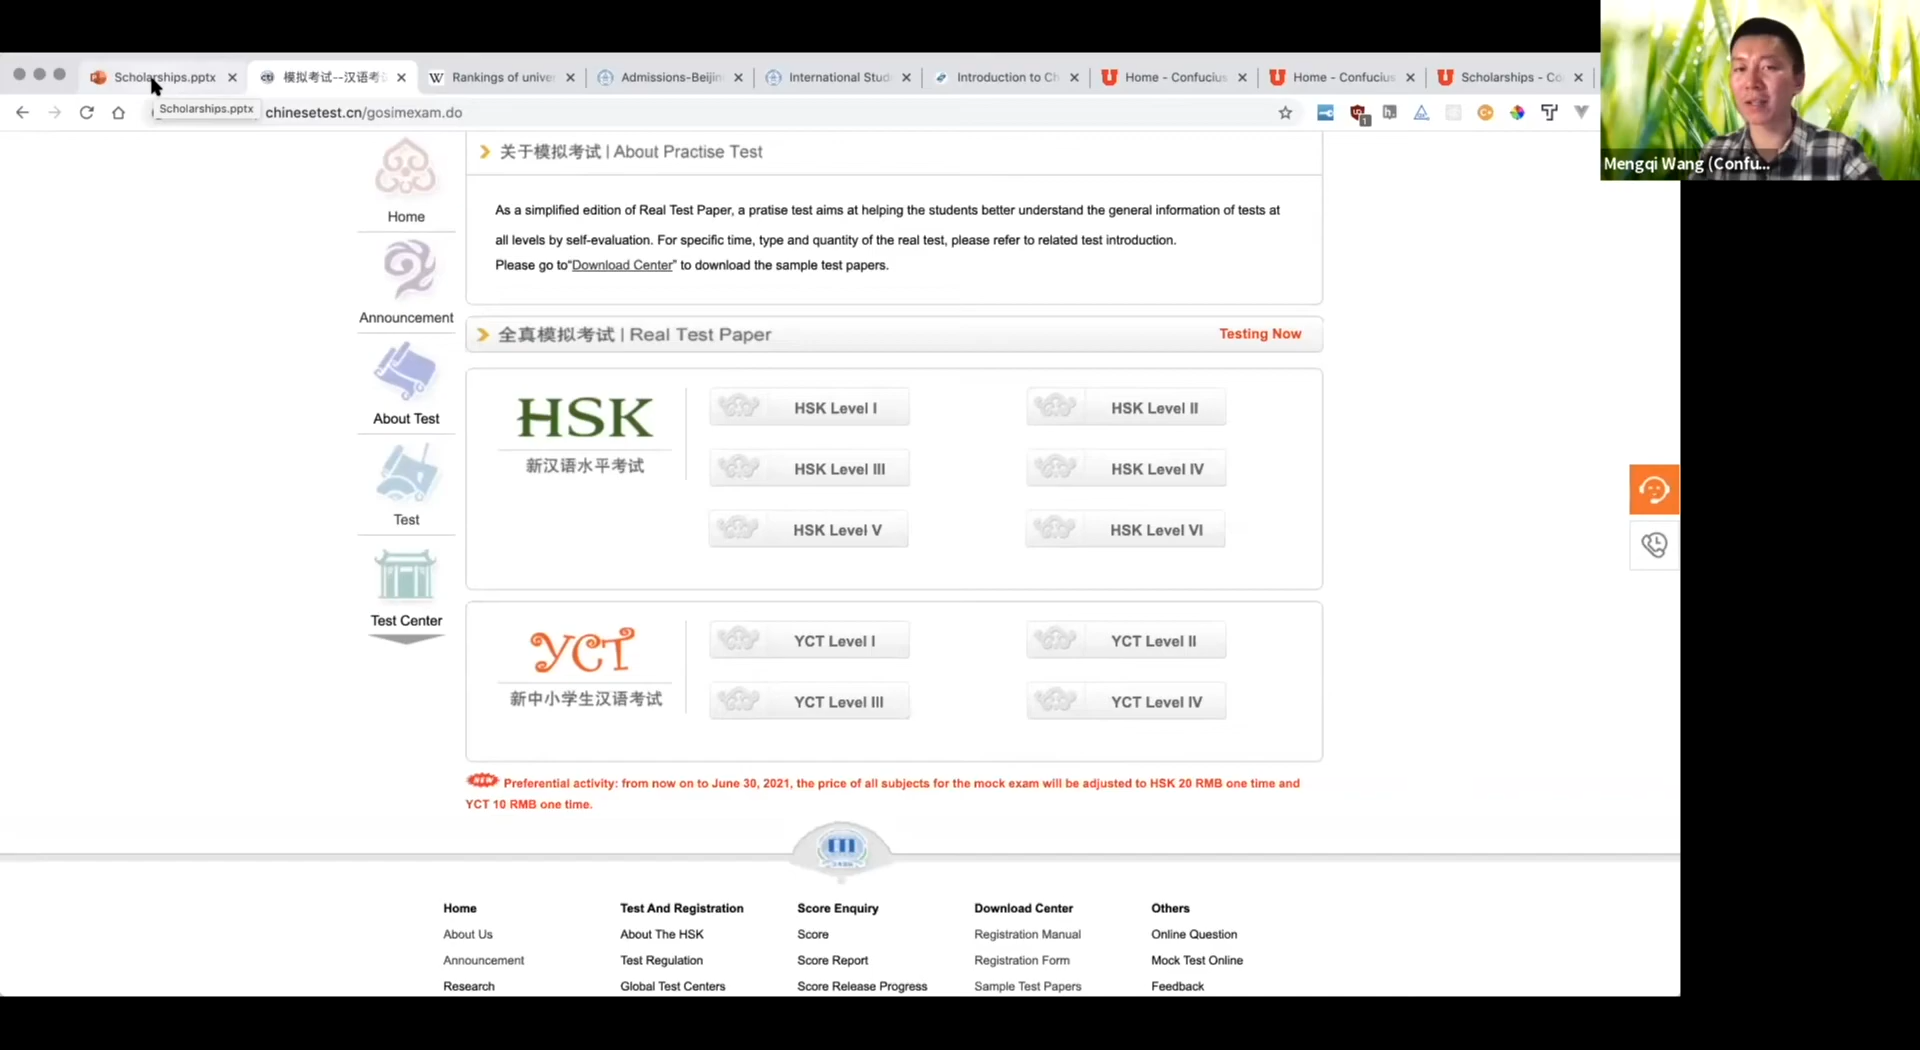 Scholarships.pptx
模拟考试--汉语考
Rankings of unive
Admissions-Beijin
International Stud
Introduction to Ch
Home - Confucius
Home - Confucius
Scholarships - Co
Scholarships.pptx
chinesetest.cn/gosimexam.do
Mengqi Wang (Confu...
Home
Announcement
About Test
Test
Test Center
关于模拟考试 | About Practise Test
As a simplified edition of Real Test Paper, a pratise test aims at helping the students better understand the general information of tests at
all levels by self-evaluation. For specific time, type and quantity of the real test, please refer to related test introduction.
Please go to“Download Center” to download the sample test papers.
全真模拟考试 | Real Test Paper
Testing Now
HSK
新汉语水平考试
HSK Level I
HSK Level II
HSK Level III
HSK Level IV
HSK Level V
HSK Level VI
YCT
新中小学生汉语考试
YCT Level I
YCT Level II
YCT Level III
YCT Level IV
NEW Preferential activity: from now on to June 30, 2021, the price of all subjects for the mock exam will be adjusted to HSK 20 RMB one time and
YCT 10 RMB one time.
Home
About Us
Announcement
Research
Test And Registration
About The HSK
Test Regulation
Global Test Centers
Score Enquiry
Score
Score Report
Score Release Progress
Download Center
Registration Manual
Registration Form
Sample Test Papers
Others
Online Question
Mock Test Online
Feedback